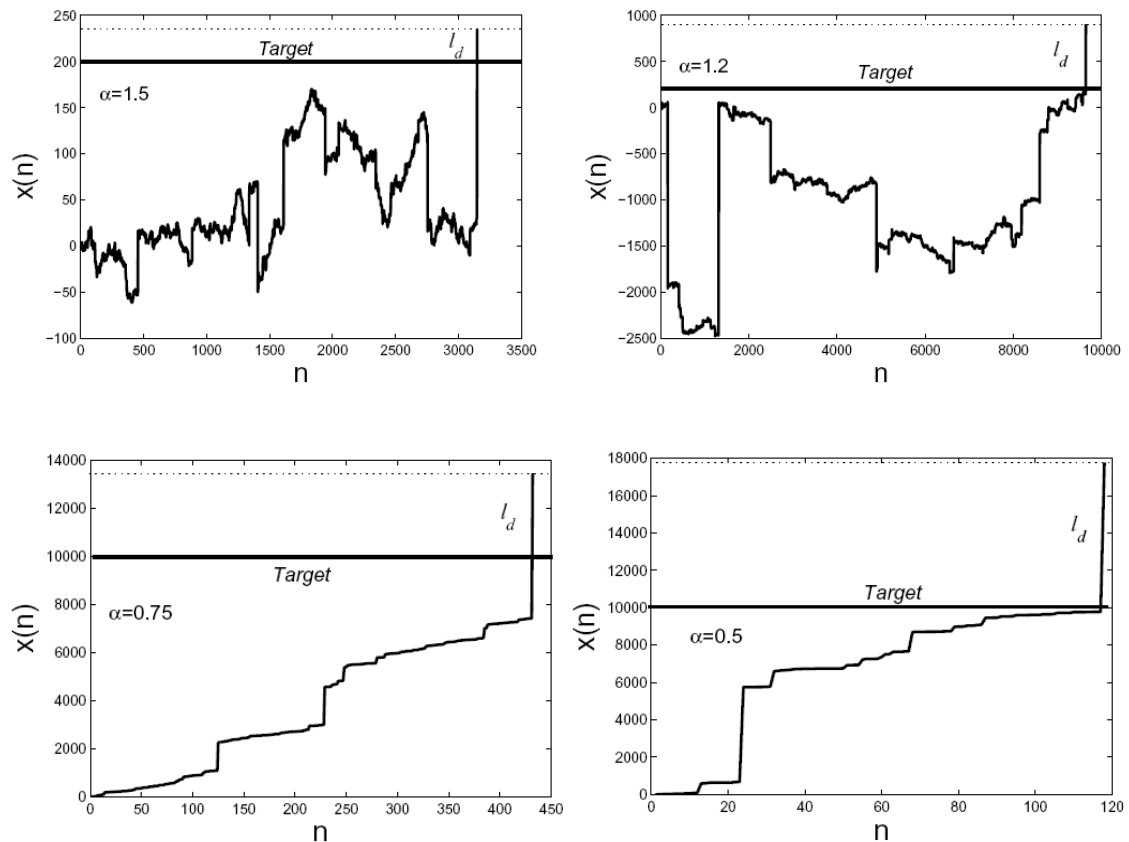 250
200
150
100
50
0
−50
−100
0 500 1000 1500 2000 2500 3000 3500
x(n)
n
Target
l_d
α=1.5
1000
500
0
−500
−1000
−1500
−2000
−2500
0 2000 4000 6000 8000 10000
x(n)
n
l_d
α=1.2
Target
14000
12000
10000
8000
6000
4000
2000
0
0 50 100 150 200 250 300 350 400 450
x(n)
n
l_d
Target
α=0.75
18000
16000
14000
12000
10000
8000
6000
4000
2000
0
0 20 40 60 80 100 120
x(n)
n
l_d
Target
α=0.5